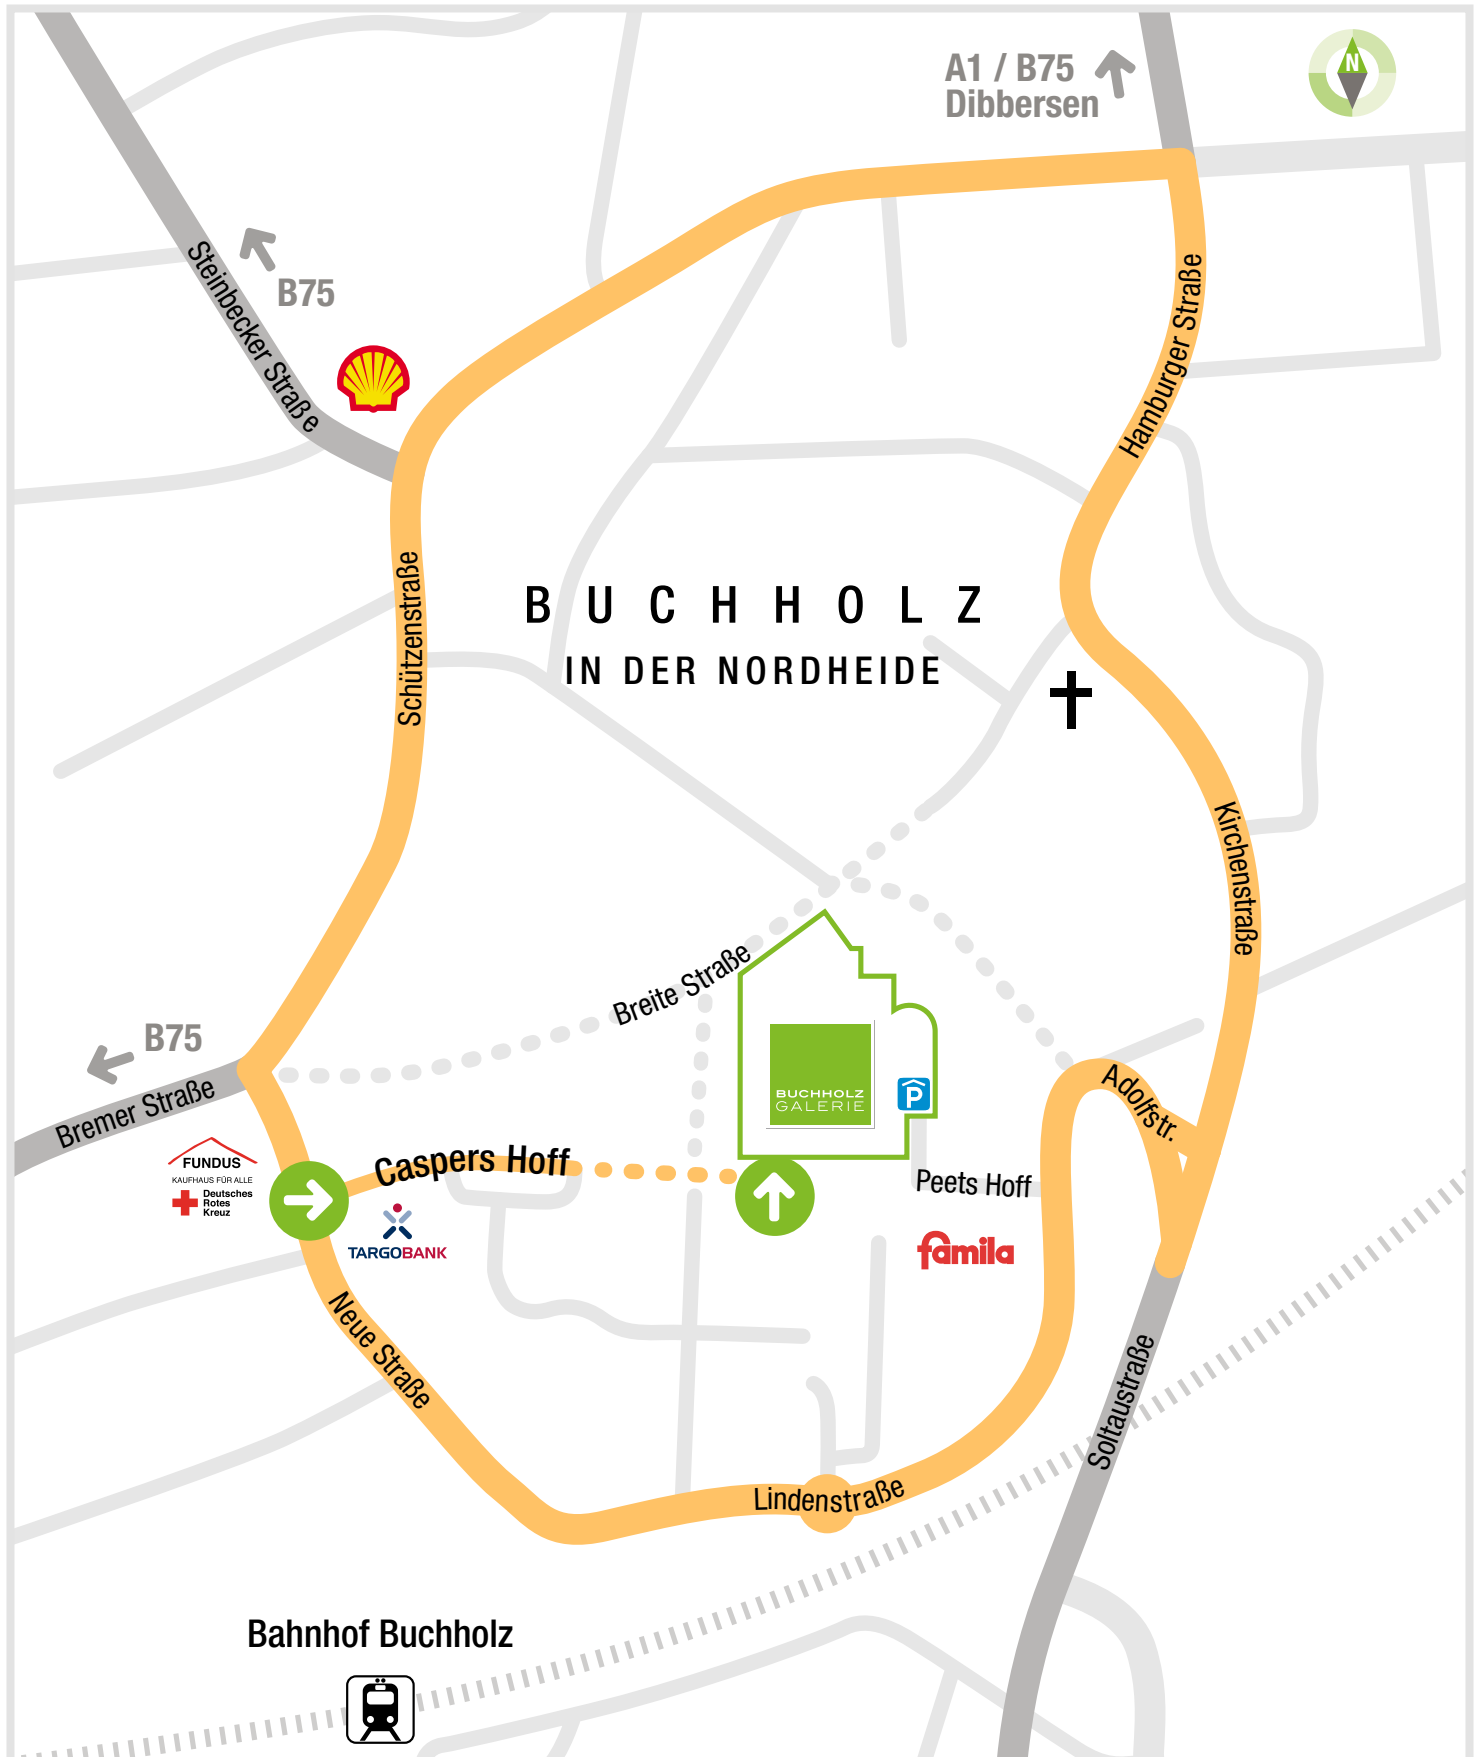 A1 / B75
Dibbersen
N
Steinbecker Straße
B75
Hamburger Straße
Schützenstraße
BUCHHOLZ
IN DER NORDHEIDE
Kirchenstraße
Breite Straße
B75
Bremer Straße
BUCHHOLZ
GALERIE
P
Adolfstr.
FUNDUS
KAUFHAUS FÜR ALLE
Deutsches
Rotes
Kreuz
Caspers Hoff
TARGOBANK
Peets Hoff
famila
Neue Straße
Soltaustraße
Lindenstraße
Bahnhof Buchholz